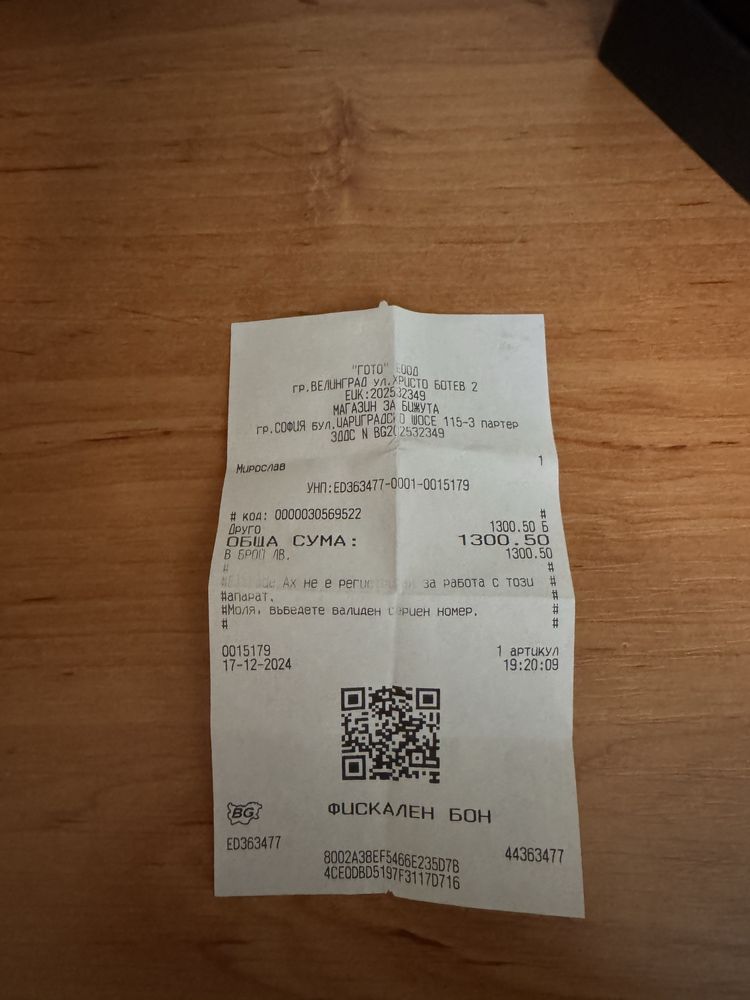 "ГОТО" ЕООД
гр.ВЕЛИНГРАД ул.ХРИСТО БОТЕВ 2
ЕИК:202532349
МАГАЗИН ЗА БИЖУТА
гр.СОФИЯ бул.ЦАРИГРАДСКО ШОСЕ 115-3 партер
ЗДДС N BG202532349
Мирослав 1
УНП:ED363477-0001-0015179
# код: 0000030569522 #
Друго 1300.50 Б
ОБЩА СУМА: 1300.50
В БРОЙ ЛВ. 1300.50
# #
Ах не е за работа с този #
#апарат. #
#Моля, въведете валиден сериен номер. #
# #
0015179 1 артикул
17-12-2024 19:20:09
BG
ФИСКАЛЕН БОН
ED363477 44363477
8002A38EF5466E235D7B
4CE0DBD5197F3117D716